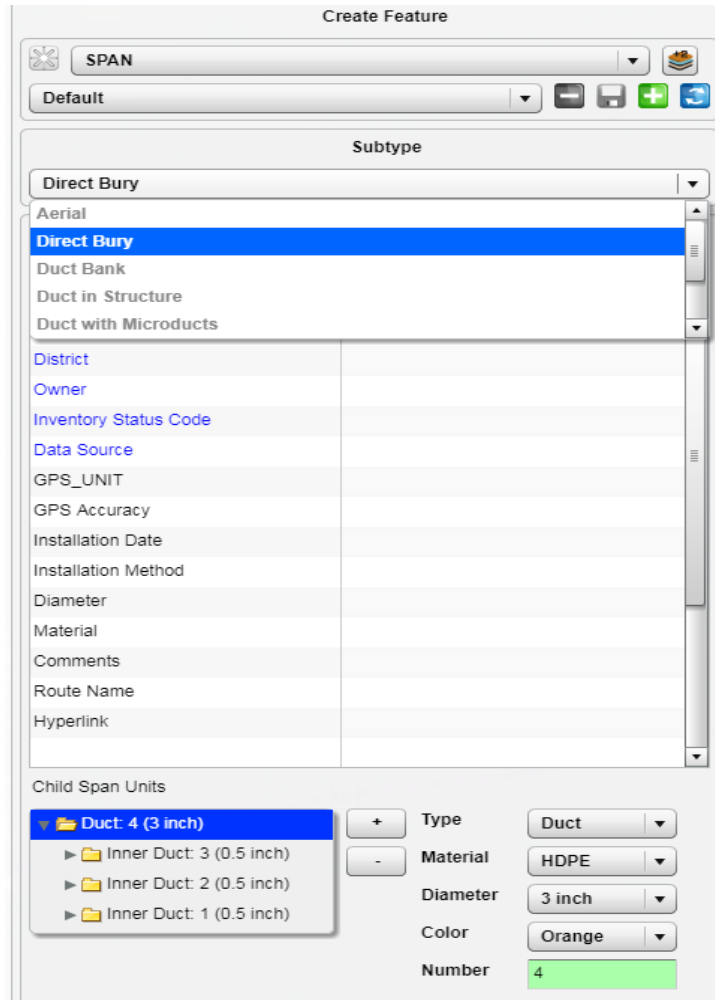 Create Feature
SPAN
Default
Subtype
Direct Bury
Aerial
Direct Bury
Duct Bank
Duct in Structure
Duct with Microducts
District
Owner
Inventory Status Code
Data Source
GPS_UNIT
GPS Accuracy
Installation Date
Installation Method
Diameter
Material
Comments
Route Name
Hyperlink
Child Span Units
Duct: 4 (3 inch)
Inner Duct: 3 (0.5 inch)
Inner Duct: 2 (0.5 inch)
Inner Duct: 1 (0.5 inch)
+
-
Type Duct
Material HDPE
Diameter 3 inch
Color Orange
Number 4